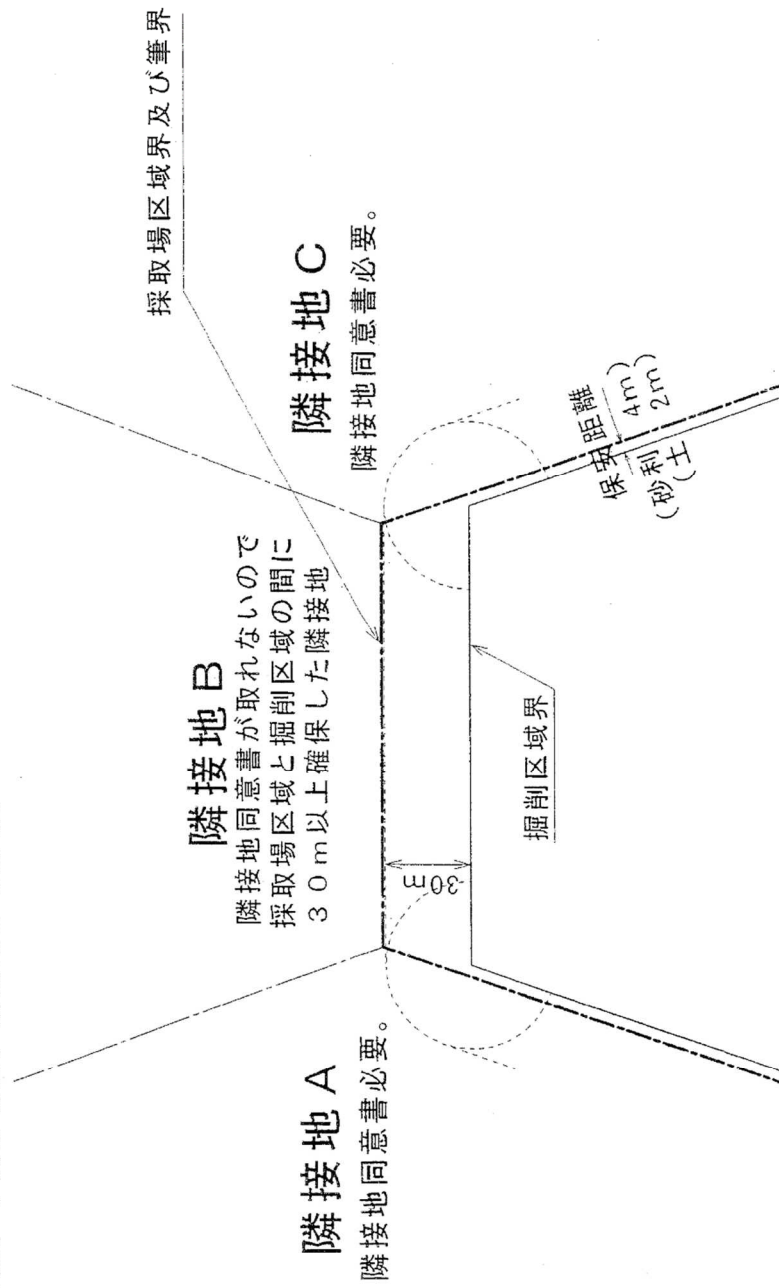 採取場区域界及び筆界
隣接地B
隣接地同意書が取れないので
採取場区域と掘削区域の間に
30m以上確保した隣接地
隣接地C
隣接地同意書必要。
隣接地A
隣接地同意書必要。
30m
掘削区域界
保安距離
(砂利 4m)
(土 2m)